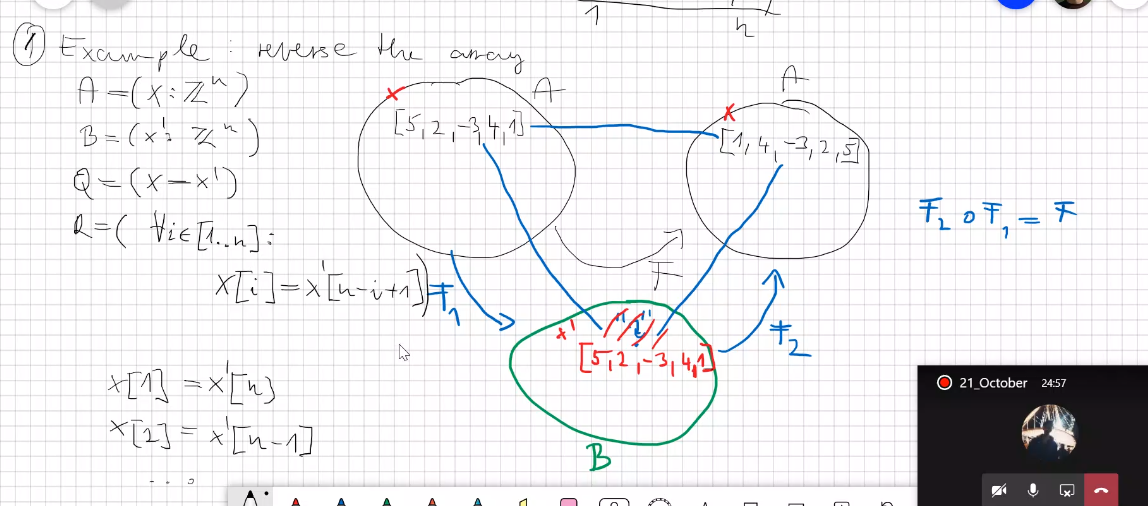 1 n
① Example : reverse the array
A = (x : ℤⁿ)
B = (x' : ℤⁿ)
Q = (x = x')
R = ( ∀i∈[1..n] :
x[i] = x'[n-i+1])
x[1] = x'[n]
x[2] = x'[n-1]
...
A
x
[5, 2, -3, 4, 1]
A
x
[1, 4, -3, 2, 5]
F
F₁
F₂
F₂ ∘ F₁ = F
x'
[5, 2, -3, 4, 1]
B
21_October 24:57